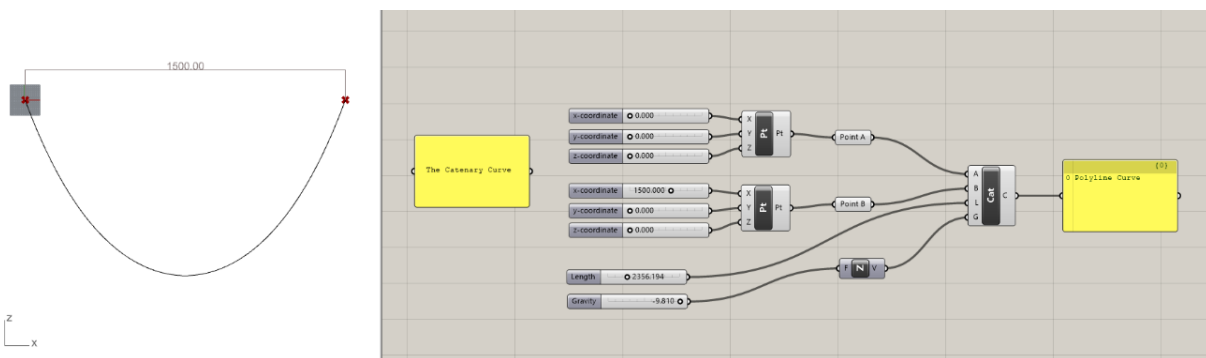 1500.00
z
x
The Catenary Curve
x-coordinate 0.000
y-coordinate 0.000
z-coordinate 0.000
X
Y
Z
Pt
Pt
Point A
x-coordinate 1500.000
y-coordinate 0.000
z-coordinate 0.000
X
Y
Z
Pt
Pt
Point B
Length 2356.194
Gravity -9.810
F Z V
A
B
L
G
Cat
C
{0}
0 Polyline Curve